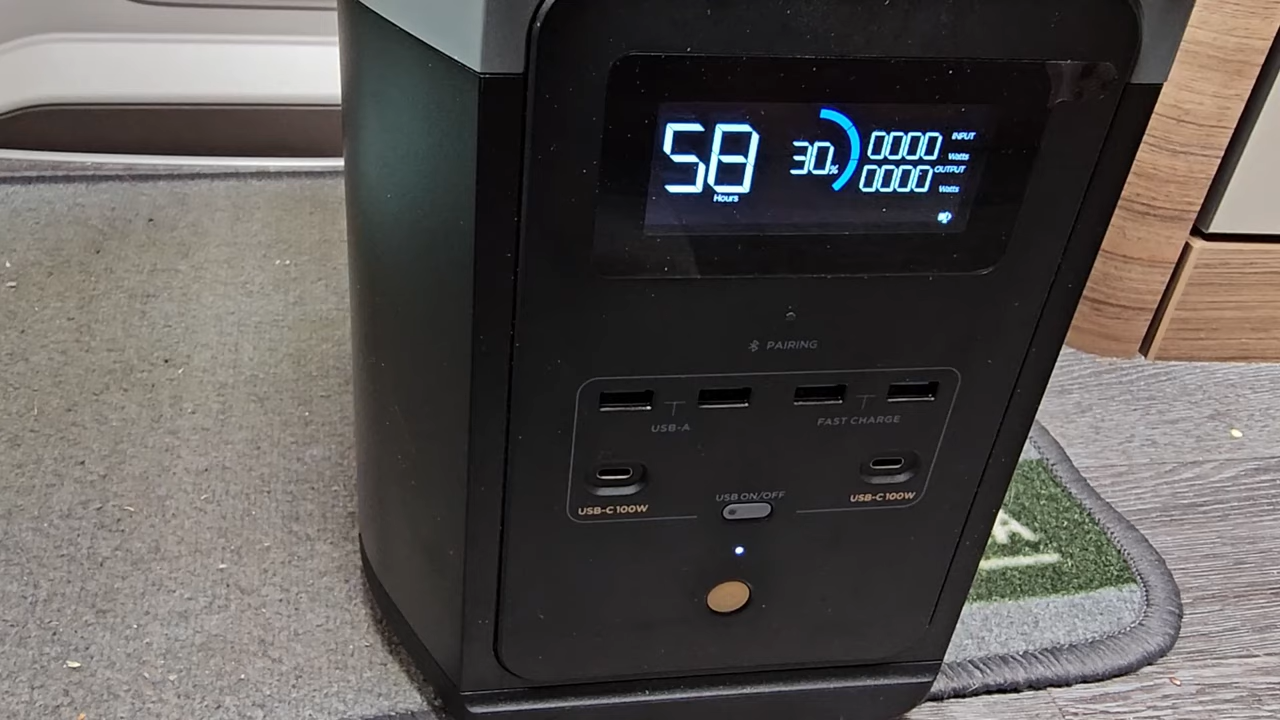 58
Hours
30%
0000 INPUT
Watts
0000 OUTPUT
Watts
PAIRING
USB-A
FAST CHARGE
USB-C 100W
USB ON/OFF
USB-C 100W